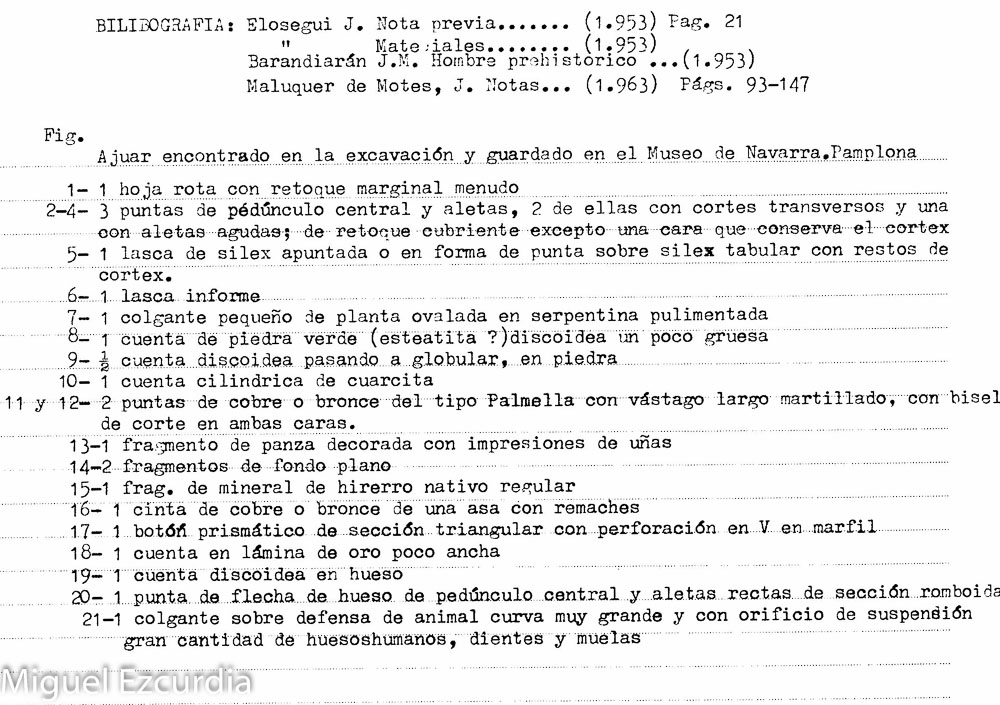 BILIBOGRAFIA: Elosegui J. Nota previa....... (1.953) Pag. 21
" Materiales........ (1.953)
Barandiarán J.M. Hombre prehistórico ...(1.953)
Maluquer de Motes, J. Notas... (1.963) Págs. 93-147
Fig.
Ajuar encontrado en la excavación y guardado en el Museo de Navarra.Pamplona
1- 1 hoja rota con retoque marginal menudo
2-4- 3 puntas de pédúnculo central y aletas, 2 de ellas con cortes transversos y una
con aletas agudas; de retoque cubriente excepto una cara que conserva el cortex
5- 1 lasca de silex apuntada o en forma de punta sobre silex tabular con restos de
cortex.
6- 1 lasca informe
7- 1 colgante pequeño de planta ovalada en serpentina pulimentada
8- 1 cuenta de piedra verde (esteatita ?)discoidea un poco gruesa
9- ½ cuenta discoidea pasando a globular, en piedra
10- 1 cuenta cilindrica de cuarcita
11 y 12- 2 puntas de cobre o bronce del tipo Palmella con vástago largo martillado, con bisel
de corte en ambas caras.
13-1 fragmento de panza decorada con impresiones de uñas
14-2 fragmentos de fondo plano
15-1 frag. de mineral de hirerro nativo regular
16- 1 cinta de cobre o bronce de una asa con remaches
17- 1 botón prismático de sección triangular con perforación en V en marfil
18- 1 cuenta en lámina de oro poco ancha
19- 1 cuenta discoidea en hueso
20- 1 punta de flecha de hueso de pedúnculo central y aletas rectas de sección romboida
21-1 colgante sobre defensa de animal curva muy grande y con orificio de suspensión
gran cantidad de huesoshumanos, dientes y muelas
Miguel Ezcurdia